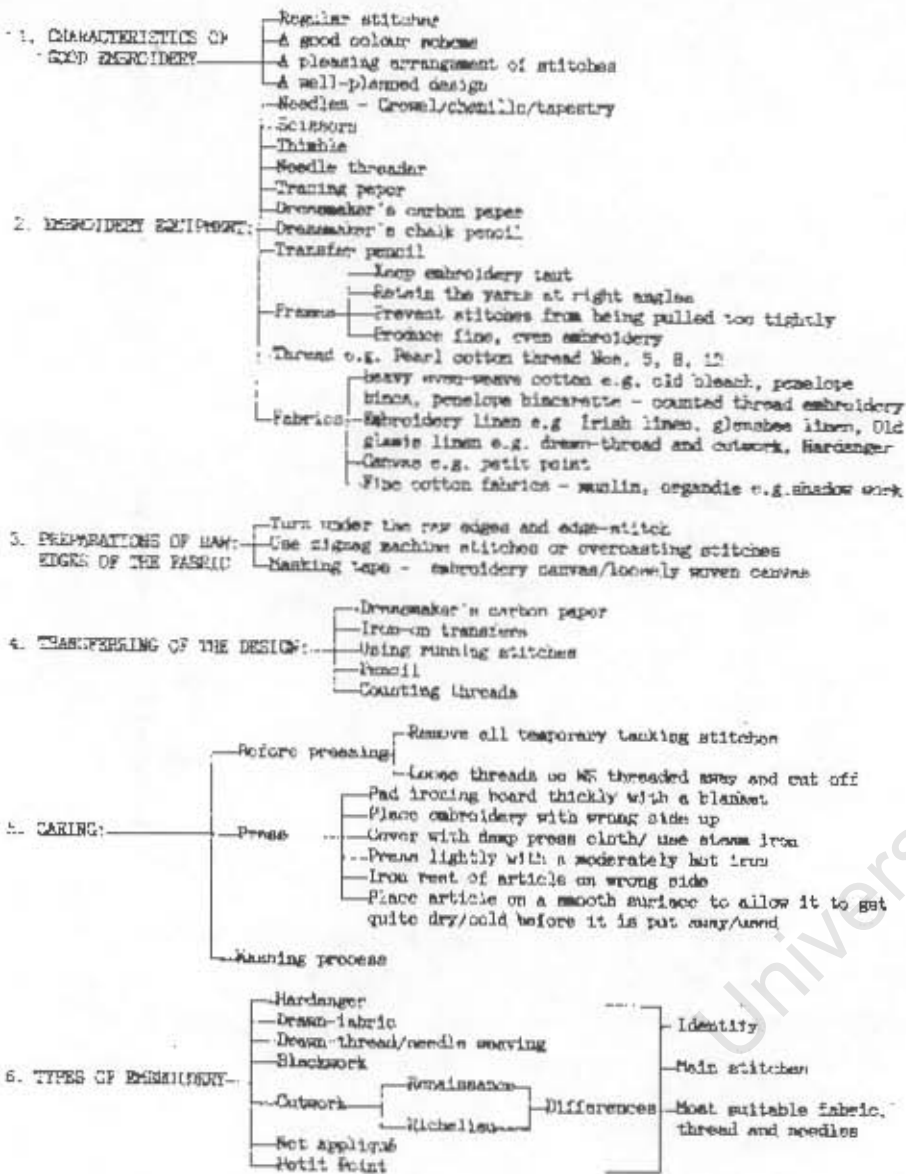 Regular stitches
1. CHARACTERISTICS OF
A good colour scheme
GOOD EMBROIDERY
A pleasing arrangement of stitches
A well-planned design
Needles - Crewel/chenille/tapestry
Scissors
Thimble
Needle threader
Tracing paper
Dressmaker's carbon paper
2. EMBROIDERY EQUIPMENT:
Dressmaker's chalk pencil
Transfer pencil
Keep embroidery taut
Retain the yarns at right angles
Frames
Prevent stitches from being pulled too tightly
Produce fine, even embroidery
Thread e.g. Pearl cotton thread Nos. 5, 8, 12
heavy even-weave cotton e.g. old bleach, penelope
binca, penelope bincarette - counted thread embroidery
Fabrics
Embroidery linen e.g Irish linen, glenshee linen, Old
glamis linen e.g. drawn-thread and cutwork, Hardanger
Canvas e.g. petit point
Fine cotton fabrics - muslin, organdie e.g.shadow work
3. PREPARATIONS OF RAW:
EDGES OF THE FABRIC
Turn under the raw edges and edge-stitch
Use zigzag machine stitches or overcasting stitches
Masking tape - embroidery canvas/loosely woven canvas
4. TRANSFERRING OF THE DESIGN:
Dressmaker's carbon paper
Iron-on transfers
Using running stitches
Pencil
Counting threads
5. CARING:
Before pressing
Remove all temporary tacking stitches
Loose threads on WS threaded away and cut off
Press
Pad ironing board thickly with a blanket
Place embroidery with wrong side up
Cover with damp press cloth/ use steam iron
Press lightly with a moderately hot iron
Iron rest of article on wrong side
Place article on a smooth surface to allow it to get
quite dry/cold before it is put away/used
Washing process
6. TYPES OF EMBROIDERY
Hardanger
Drawn-fabric
Drawn-thread/needle weaving
Blackwork
Cutwork
Renaissance
Richelieu
Differences
Net appliqué
Petit Point
Identify
Main stitches
Most suitable fabric,
thread and needles
Univers